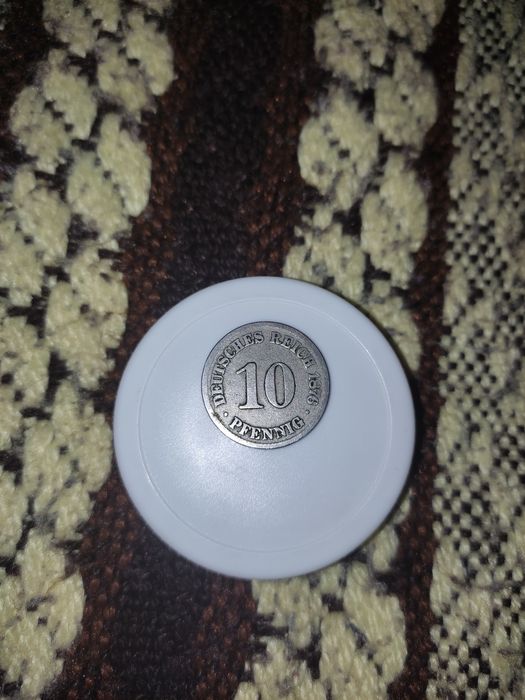 DEUTSCHES REICH 1876
10
· PFENNIG ·